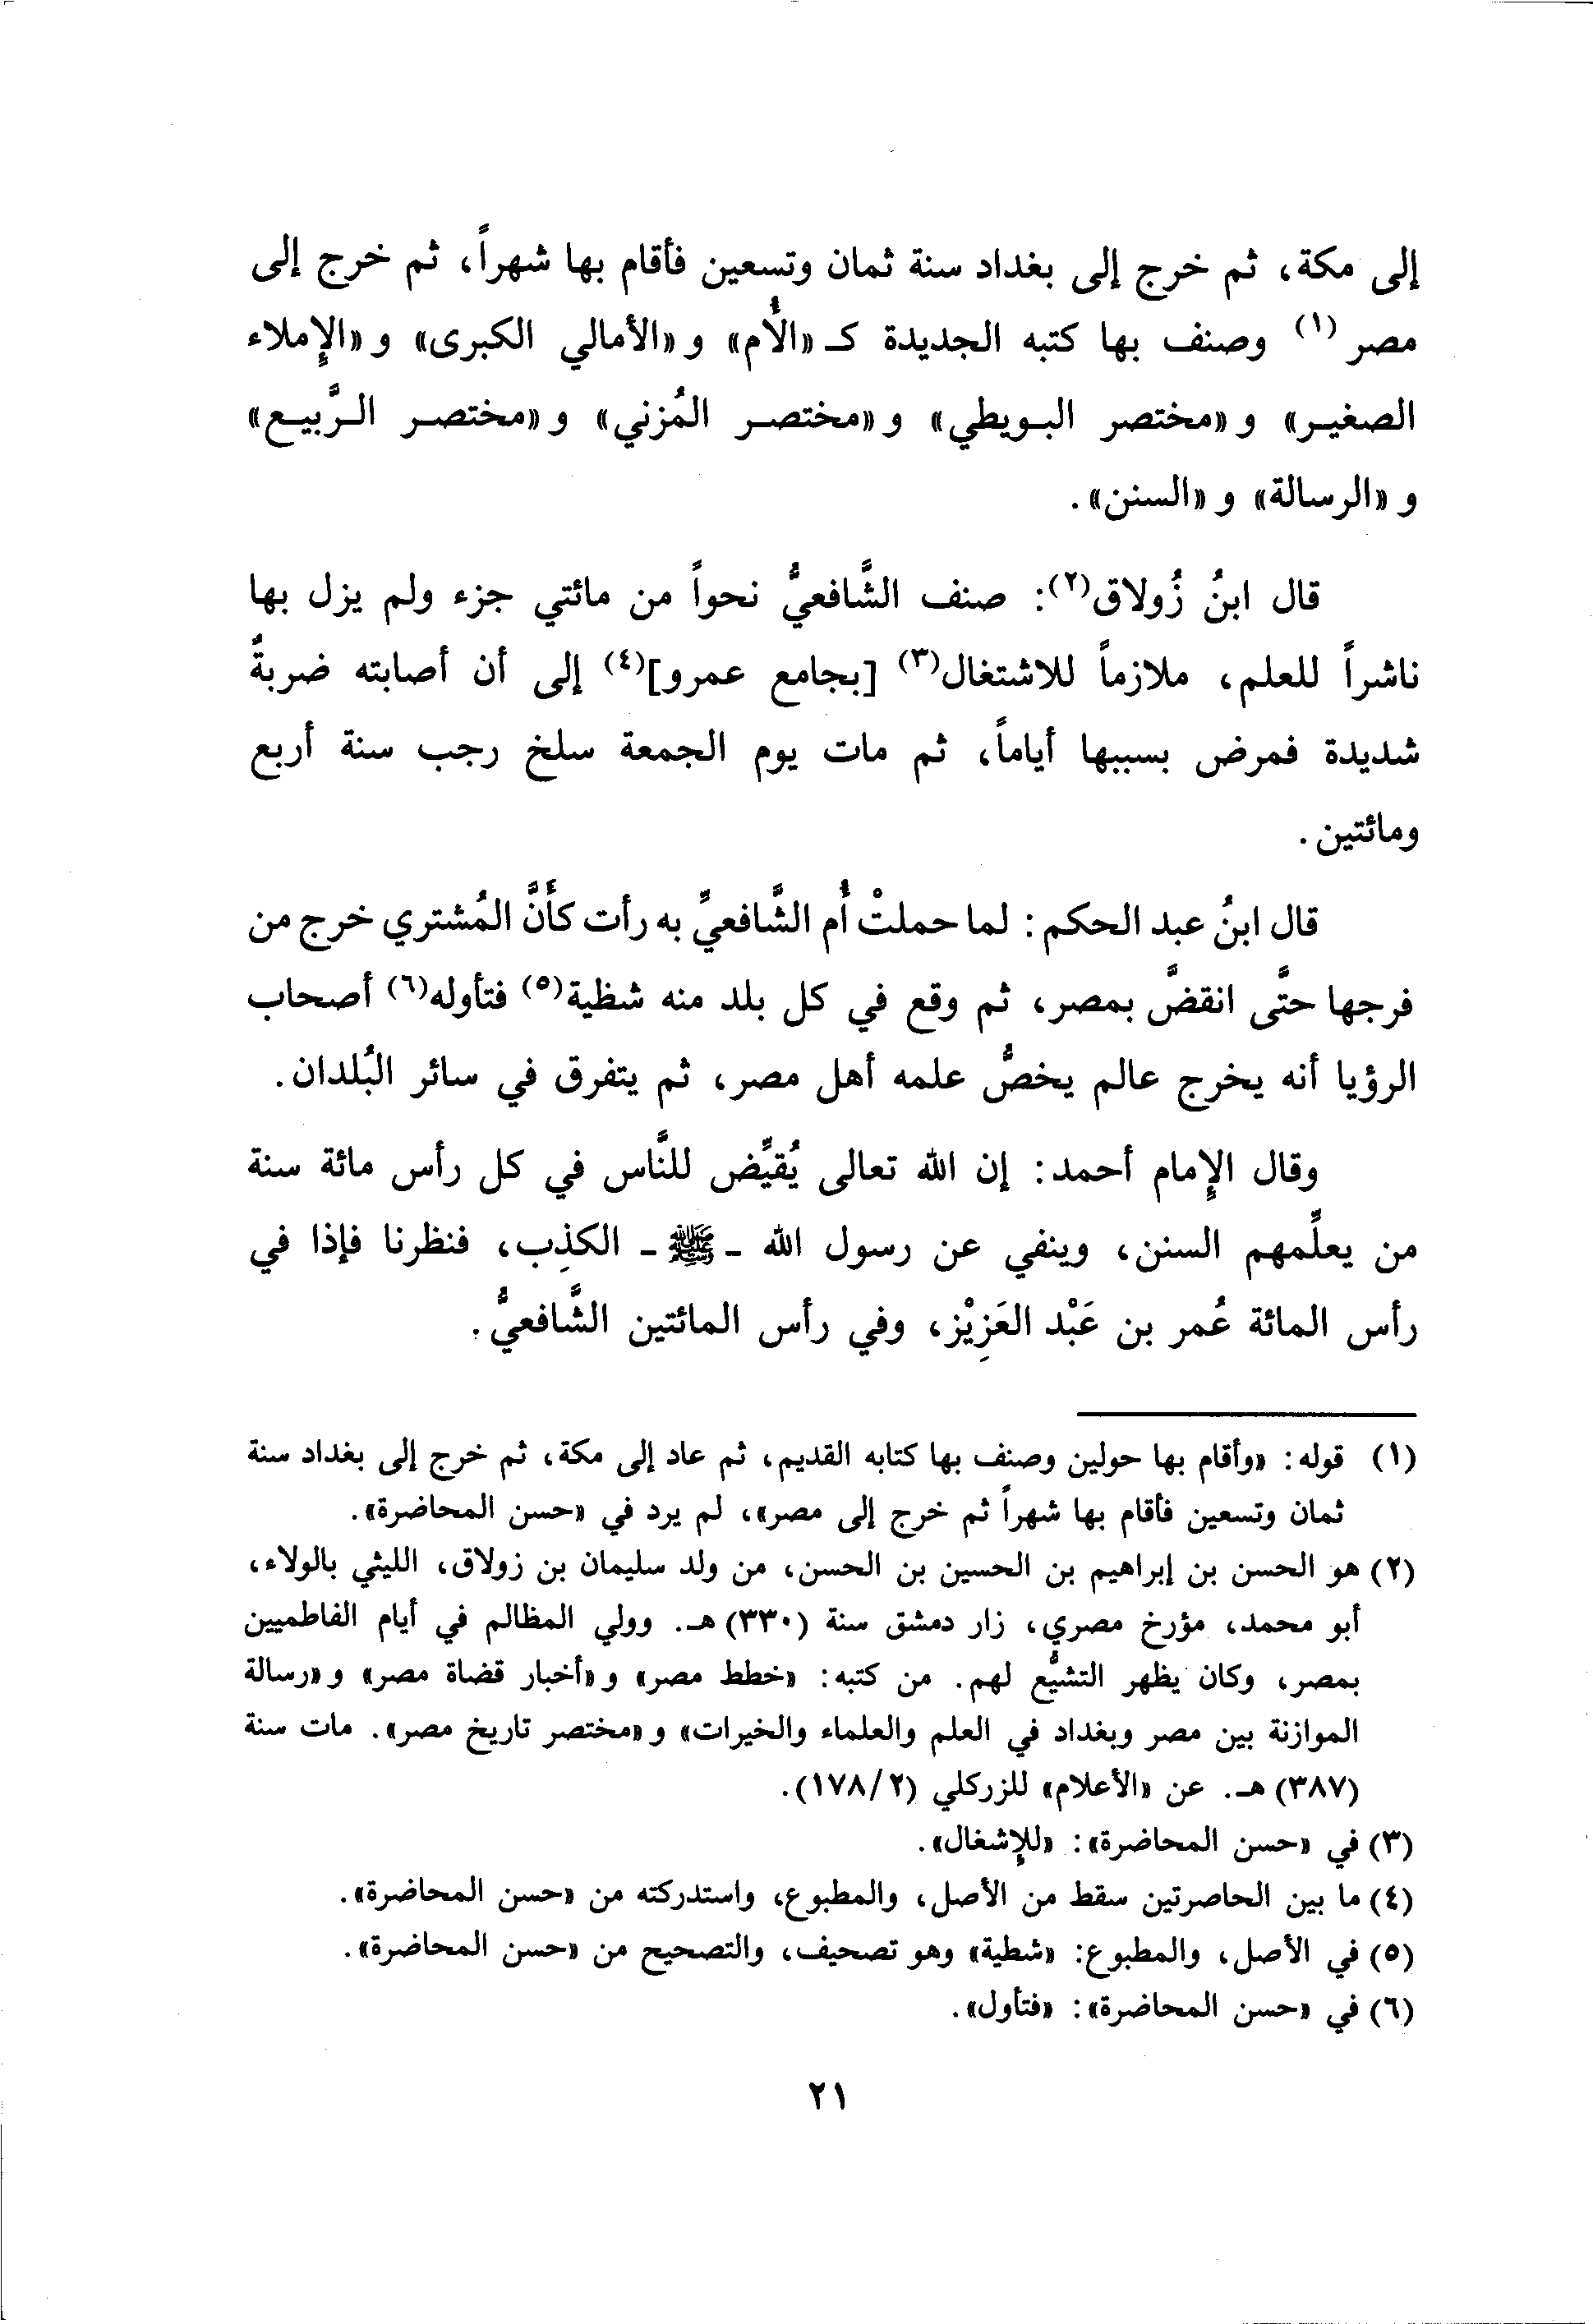 إلى مكة، ثم خرج إلى بغداد سنة ثمان وتسعين فأقام بها شهراً، ثم خرج إلى
مصر (١) وصنف بها كتبه الجديدة كـ «الأُم» و «الأمالي الكبرى» و «الإِملاء
الصغير» و «مختصر البويطي» و «مختصر المُزني» و «مختصر الرَّبيع»
و «الرسالة» و «السنن».
قال ابنُ زُولاق(٢): صنف الشَّافعيُّ نحواً من مائتي جزء ولم يزل بها
ناشراً للعلم، ملازماً للاشتغال(٣) [بجامع عمرو](٤) إلى أن أصابته ضربةٌ
شديدة فمرض بسببها أياماً، ثم مات يوم الجمعة سلخ رجب سنة أربع
ومائتين.
قال ابنُ عبد الحكم: لما حملتْ أُم الشَّافعيِّ به رأت كأَنَّ المُشتري خرج من
فرجها حتَّى انقضَّ بمصر، ثم وقع في كل بلد منه شظية(٥) فتأوله(٦) أصحاب
الرؤيا أنه يخرج عالم يخصُّ علمه أهل مصر، ثم يتفرق في سائر البُلدان.
وقال الإِمام أحمد: إن الله تعالى يُقيِّض للنَّاس في كل رأس مائة سنة
من يعلِّمهم السنن، وينفي عن رسول الله - ﷺ - الكذِب، فنظرنا فإذا في
رأس المائة عُمر بن عَبْد العَزِيْز، وفي رأس المائتين الشَّافعيُّ.
(١) قوله: «وأقام بها حولين وصنف بها كتابه القديم، ثم عاد إلى مكة، ثم خرج إلى بغداد سنة
ثمان وتسعين فأقام بها شهراً ثم خرج إلى مصر»، لم يرد في «حسن المحاضرة».
(٢) هو الحسن بن إبراهيم بن الحسين بن الحسن، من ولد سليمان بن زولاق، الليثي بالولاء،
أبو محمد، مؤرخ مصري، زار دمشق سنة (٣٣٠) هـ. وولي المظالم في أيام الفاطميين
بمصر، وكان يظهر التشيُّع لهم. من كتبه: «خطط مصر» و «أخبار قضاة مصر» و «رسالة
الموازنة بين مصر وبغداد في العلم والعلماء والخيرات» و «مختصر تاريخ مصر». مات سنة
(٣٨٧) هـ. عن «الأعلام» للزركلي (٢/ ١٧٨).
(٣) في «حسن المحاضرة»: «للإِشغال».
(٤) ما بين الحاصرتين سقط من الأصل، والمطبوع، واستدركته من «حسن المحاضرة».
(٥) في الأصل، والمطبوع: «شطية» وهو تصحيف، والتصحيح من «حسن المحاضرة».
(٦) في «حسن المحاضرة»: «فتأول».
٢١